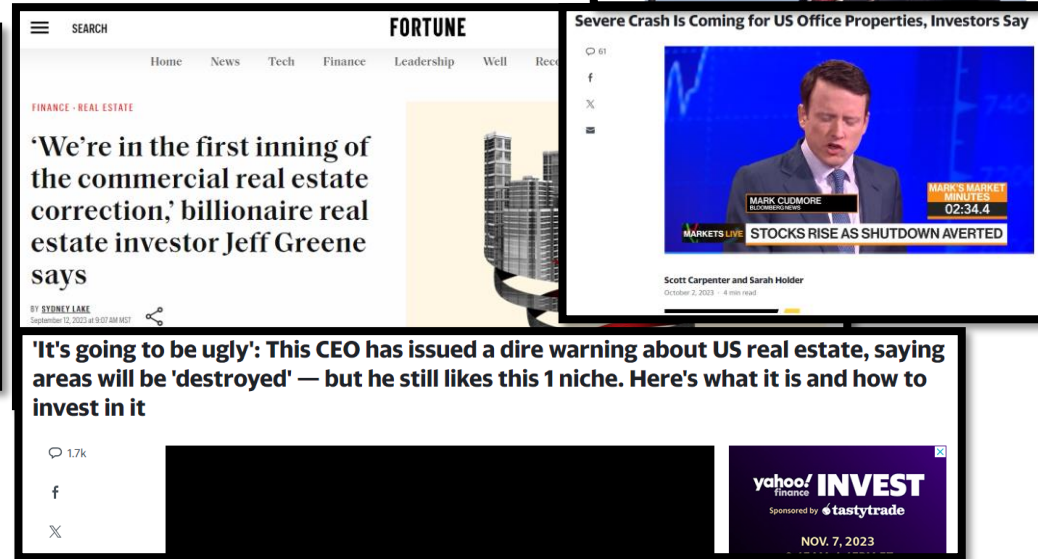 SEARCH
FORTUNE
Home News Tech Finance Leadership Well
FINANCE · REAL ESTATE
‘We’re in the first inning of
the commercial real estate
correction,’ billionaire real
estate investor Jeff Greene
says
BY SYDNEY LAKE
September 12, 2023 at 9:07 AM MST
Severe Crash Is Coming for US Office Properties, Investors Say
61
MARK CUDMORE
BLOOMBERG NEWS
MARK'S MARKET
MINUTES
02:34.4
MARKETS LIVE STOCKS RISE AS SHUTDOWN AVERTED
Scott Carpenter and Sarah Holder
October 2, 2023 · 4 min read
'It's going to be ugly': This CEO has issued a dire warning about US real estate, saying
areas will be 'destroyed' — but he still likes this 1 niche. Here's what it is and how to
invest in it
1.7k
yahoo! finance INVEST
Sponsored by tastytrade
NOV. 7, 2023